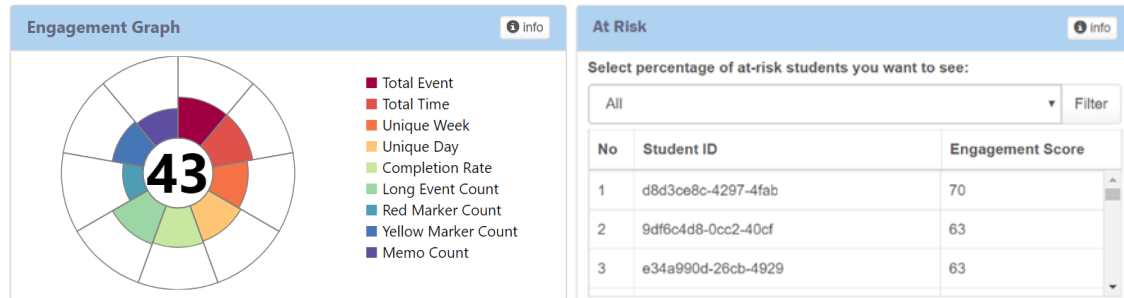 Engagement Graph
info
43
Total Event
Total Time
Unique Week
Unique Day
Completion Rate
Long Event Count
Red Marker Count
Yellow Marker Count
Memo Count
At Risk
info
Select percentage of at-risk students you want to see:
All
Filter
No Student ID Engagement Score
1 d8d3ce8c-4297-4fab 70
2 9df6c4d8-0cc2-40cf 63
3 e34a990d-26cb-4929 63